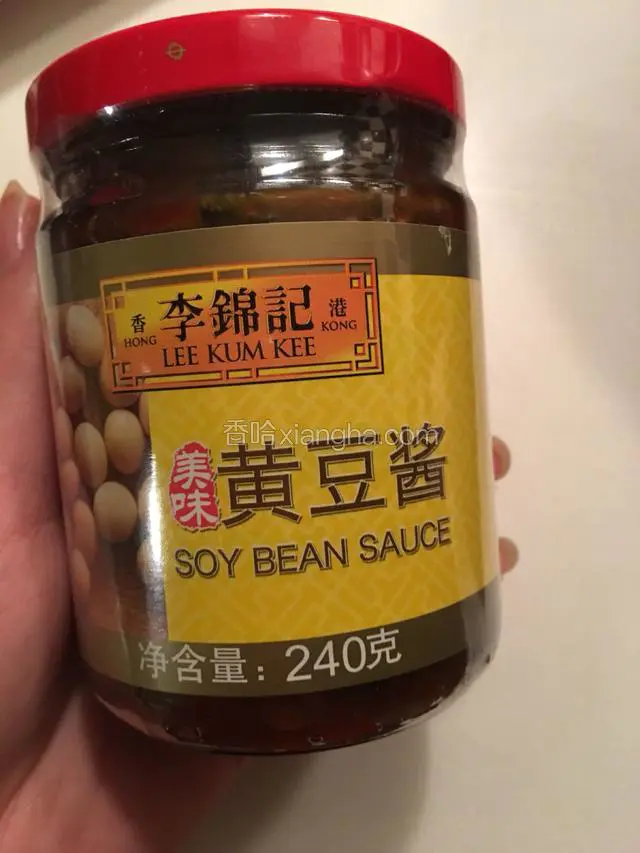 香 李錦記 港
HONG LEE KUM KEE KONG
香哈xiangha.com
美味 黄豆酱
SOY BEAN SAUCE
净含量：240克